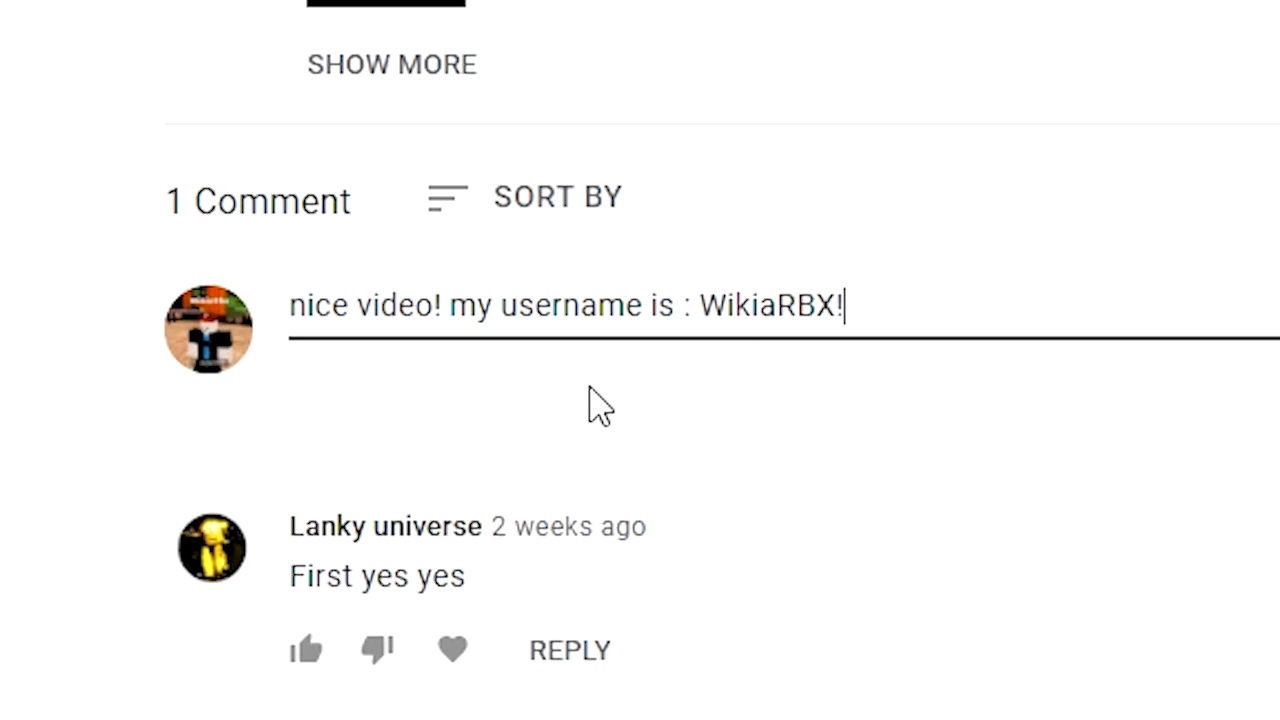 SHOW MORE
1 Comment
SORT BY
nice video! my username is : WikiaRBX!
Lanky universe 2 weeks ago
First yes yes
REPLY